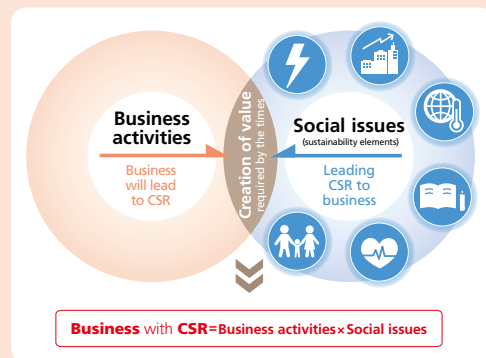 Business
activities
Business
will lead
to CSR
Creation of value
required by the times
Social issues
(sustainability elements)
Leading
CSR to
business
Business with CSR=Business activities×Social issues